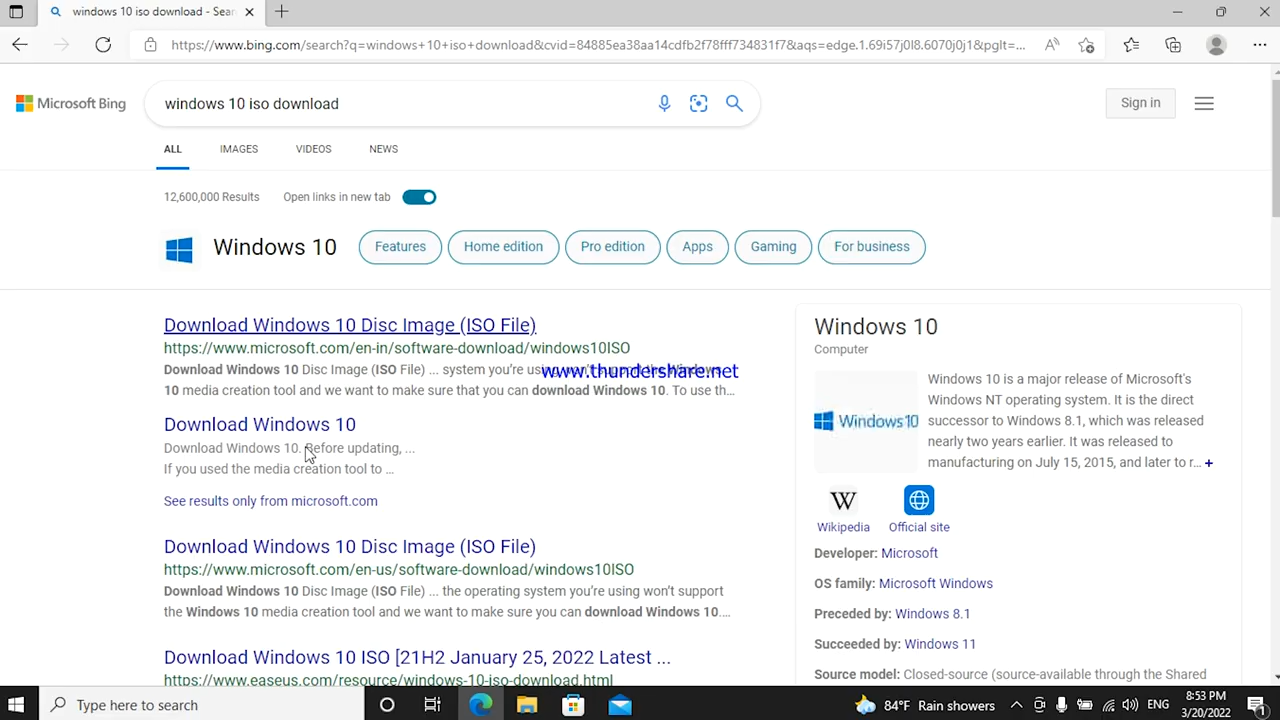 windows 10 iso download - Sear
https://www.bing.com/search?q=windows+10+iso+download&cvid=84885ea38aa14cdfb2f78fff734831f7&aqs=edge.1.69i57j0l8.6070j0j1&pglt=...
Microsoft Bing
windows 10 iso download
Sign in
ALL IMAGES VIDEOS NEWS
12,600,000 Results Open links in new tab
Windows 10 Features Home edition Pro edition Apps Gaming For business
Download Windows 10 Disc Image (ISO File)
https://www.microsoft.com/en-in/software-download/windows10ISO
Download Windows 10 Disc Image (ISO File) ... system you're using
www.thundershare.net
10 media creation tool and we want to make sure that you can download Windows 10. To use th...
Download Windows 10
Download Windows 10. Before updating, ...
If you used the media creation tool to ...
See results only from microsoft.com
Download Windows 10 Disc Image (ISO File)
https://www.microsoft.com/en-us/software-download/windows10ISO
Download Windows 10 Disc Image (ISO File) ... the operating system you're using won't support
the Windows 10 media creation tool and we want to make sure you can download Windows 10....
Download Windows 10 ISO [21H2 January 25, 2022 Latest ...
https://www.easeus.com/resource/windows-10-iso-download.html
Windows 10
Computer
Windows10
Windows 10 is a major release of Microsoft's
Windows NT operating system. It is the direct
successor to Windows 8.1, which was released
nearly two years earlier. It was released to
manufacturing on July 15, 2015, and later to r... +
W
Wikipedia Official site
Developer: Microsoft
OS family: Microsoft Windows
Preceded by: Windows 8.1
Succeeded by: Windows 11
Source model: Closed-source (source-available through the Shared
Type here to search
84°F Rain showers
ENG
8:53 PM
3/20/2022
1